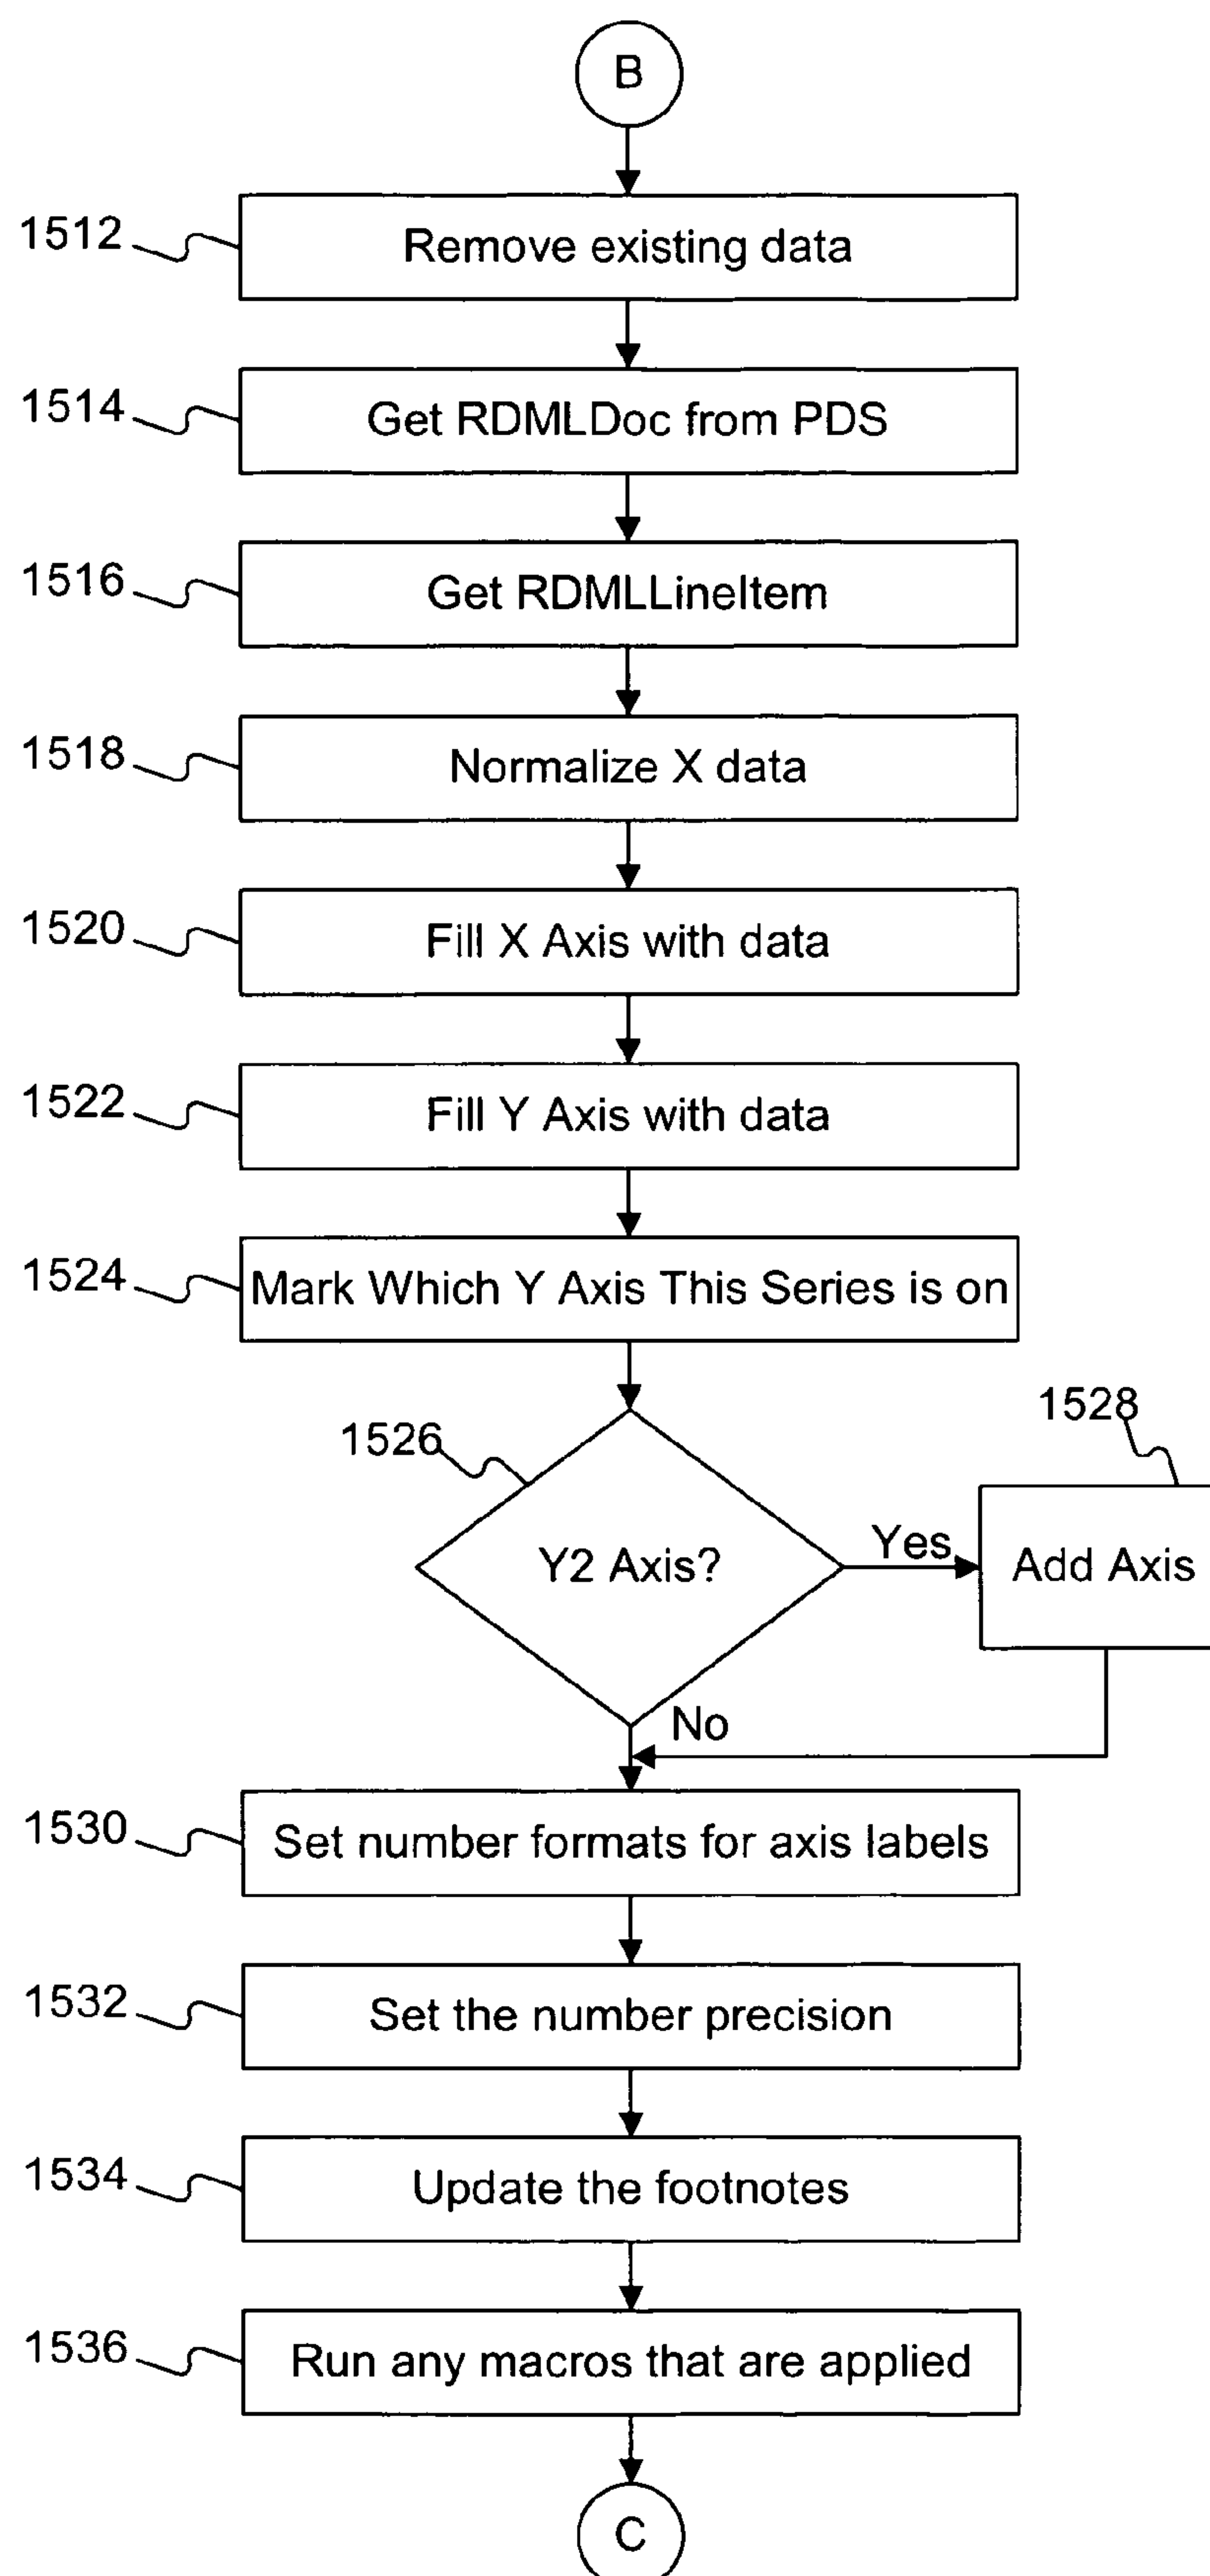 B
1512
Remove existing data
1514
Get RDMLDoc from PDS
1516
Get RDMLLineItem
1518
Normalize X data
1520
Fill X Axis with data
1522
Fill Y Axis with data
1524
Mark Which Y Axis This Series is on
1526
Y2 Axis?
Yes
1528
Add Axis
No
1530
Set number formats for axis labels
1532
Set the number precision
1534
Update the footnotes
1536
Run any macros that are applied
C